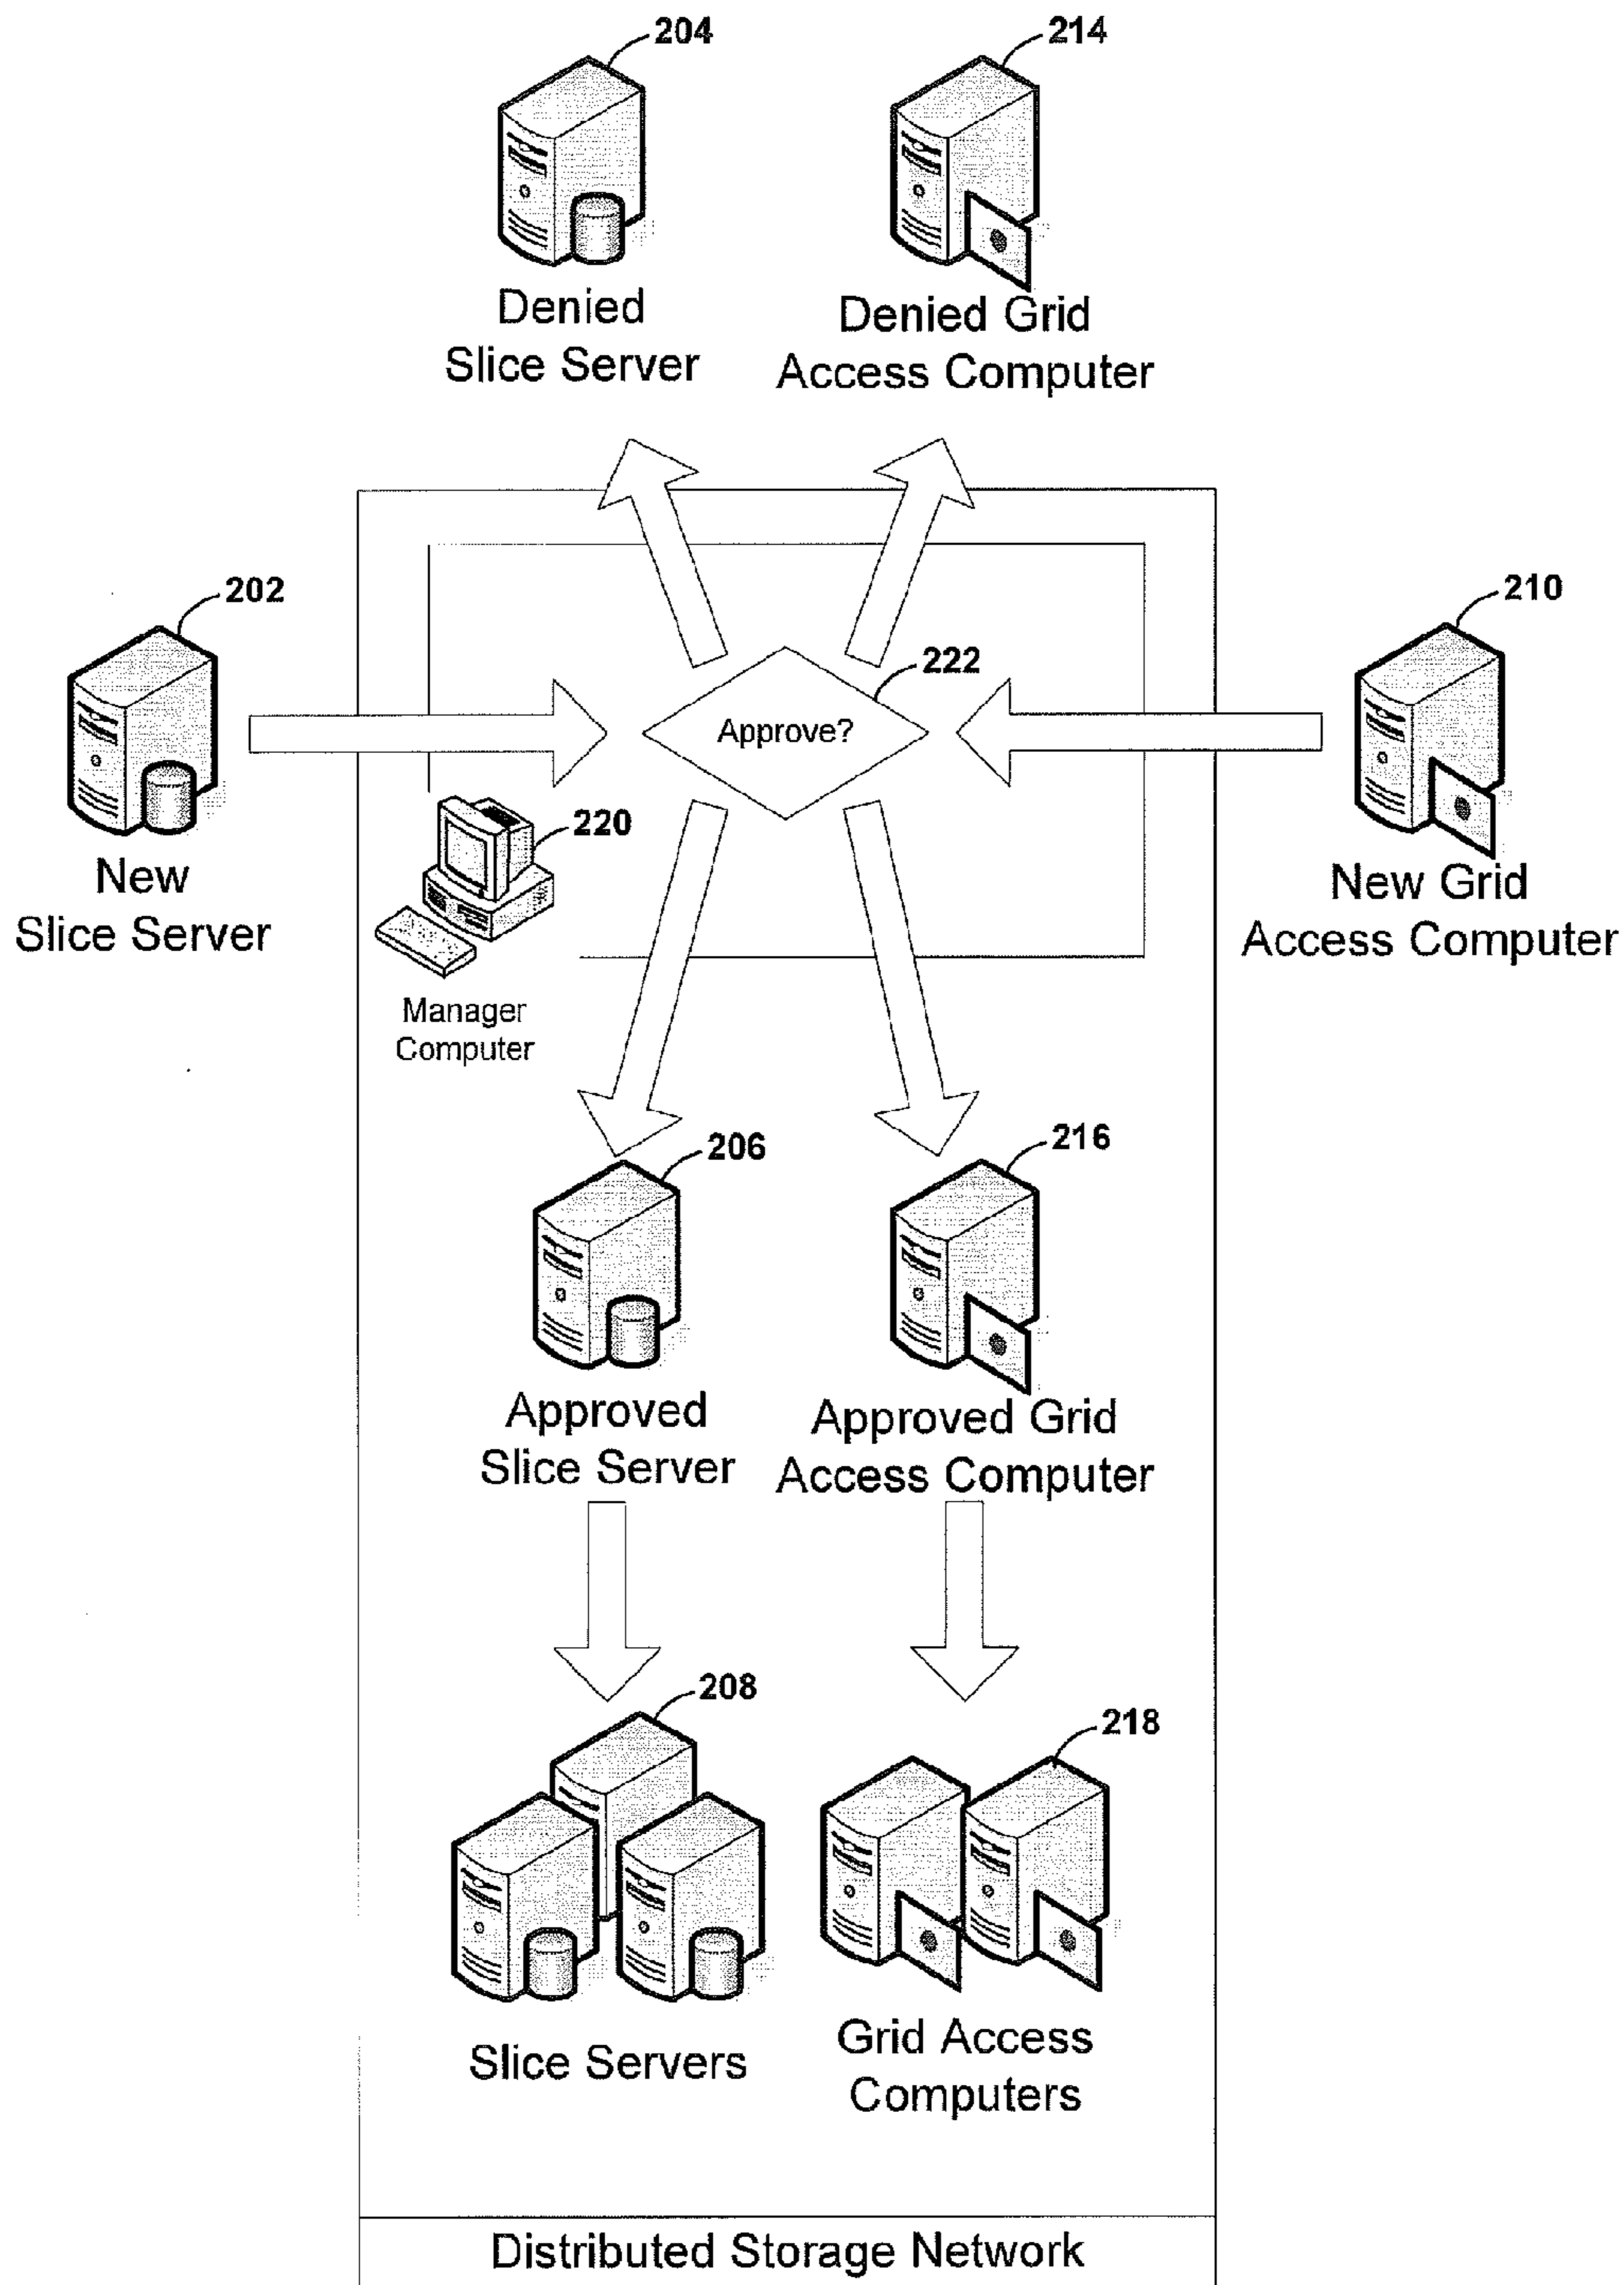 204
214
Denied
Slice Server
Denied Grid
Access Computer
202
210
222
Approve?
220
New
Slice Server
New Grid
Access Computer
Manager
Computer
206
216
Approved
Slice Server
Approved Grid
Access Computer
208
218
Slice Servers
Grid Access
Computers
Distributed Storage Network